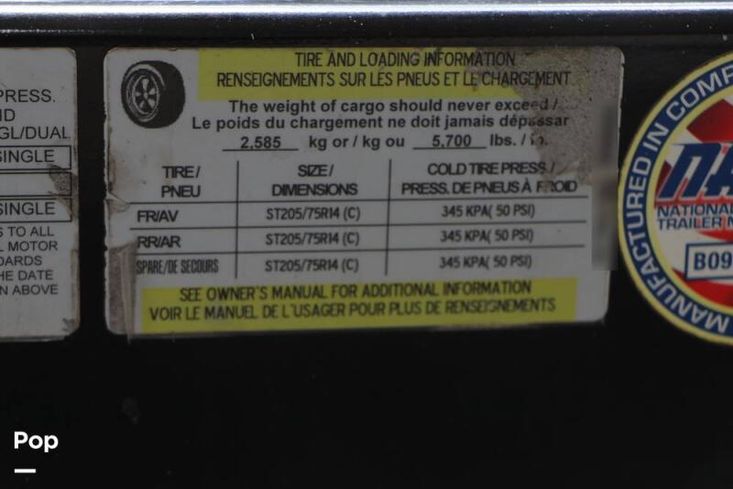 PRESS.
GL/DUAL
SINGLE
SINGLE
S TO ALL
L MOTOR
DARDS
HE DATE
N ABOVE
TIRE AND LOADING INFORMATION
RENSEIGNEMENTS SUR LES PNEUS ET LE CHARGEMENT
The weight of cargo should never exceed /
Le poids du chargement ne doit jamais dépassar
2,585 kg or / kg ou 5,700 lbs. /
TIRE/ SIZE/ COLD TIRE PRESS./
PNEU DIMENSIONS PRESS. DE PNEUS À FROID
FR/AV ST205/75R14 (C) 345 KPA( 50 PSI)
RR/AR ST205/75R14 (C) 345 KPA( 50 PSI)
SPARE/DE SECOURS ST205/75R14 (C) 345 KPA( 50 PSI)
SEE OWNER'S MANUAL FOR ADDITIONAL INFORMATION
VOIR LE MANUEL DE L'USAGER POUR PLUS DE RENSEIGNEMENTS
MANUFACTURED IN COMP
NA
NATIONAL
TRAILER M
B09
Pop